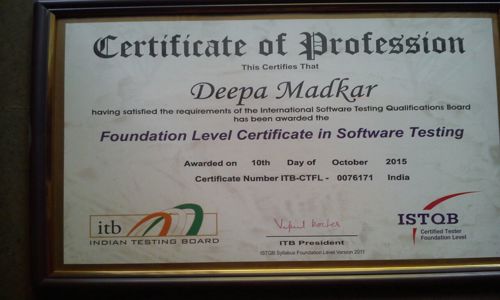 Certificate of Profession
This Certifies That
Deepa Madkar
having satisfied the requirements of the International Software Testing Qualifications Board
has been awarded the
Foundation Level Certificate in Software Testing
Awarded on 10th Day of October 2015
Certificate Number ITB-CTFL - 0076171 India
itb
INDIAN TESTING BOARD
ITB President
ISTQB Syllabus Foundation Level Version 2011
ISTQB
Certified Tester
Foundation Level